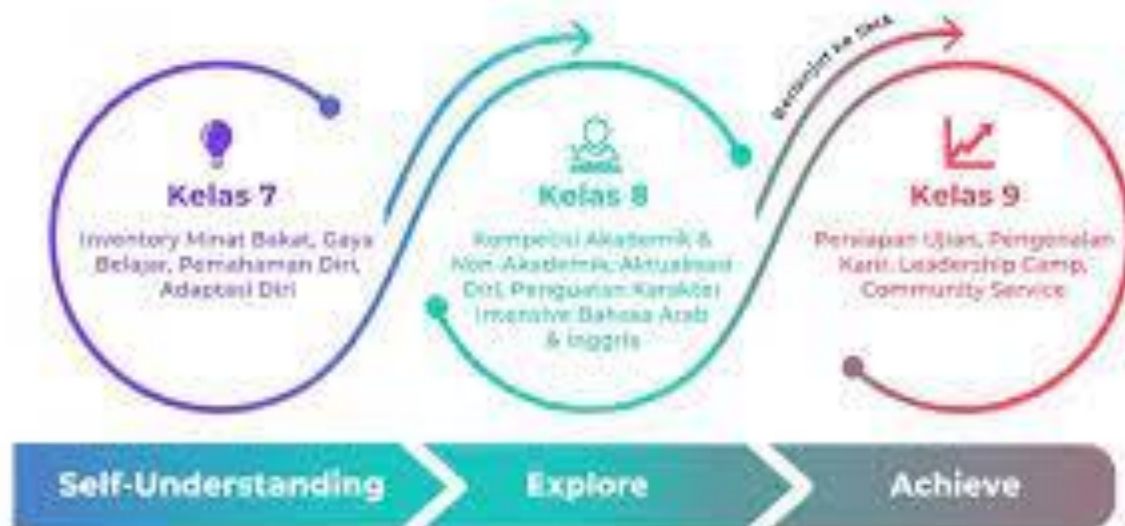 Kelas 7
Inventory Minat Bakat, Gaya
Belajar, Pemahaman Diri,
Adaptasi Diri
Kelas 8
Kompetisi Akademik &
Non-Akademik, Aktualisasi
Diri, Penguatan Karakter
Intensive Bahasa Arab
& Inggris
Berlanjut ke SMA
Kelas 9
Persiapan Ujian, Pengenalan
Karir, Leadership Camp,
Community Service
Self-Understanding
Explore
Achieve